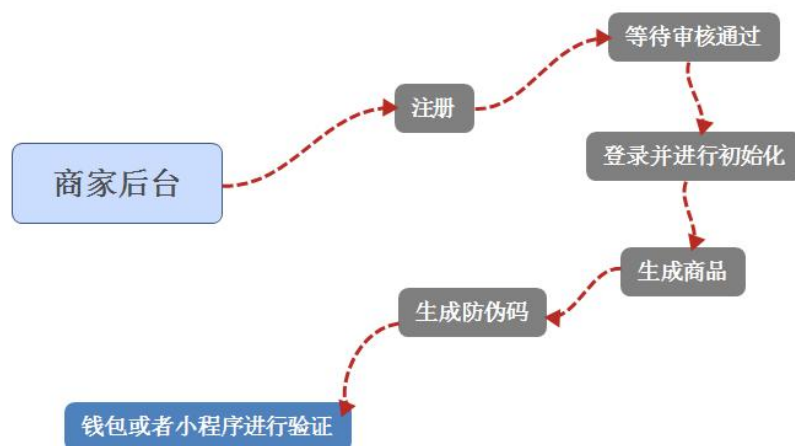 商家后台
注册
等待审核通过
登录并进行初始化
生成商品
生成防伪码
钱包或者小程序进行验证